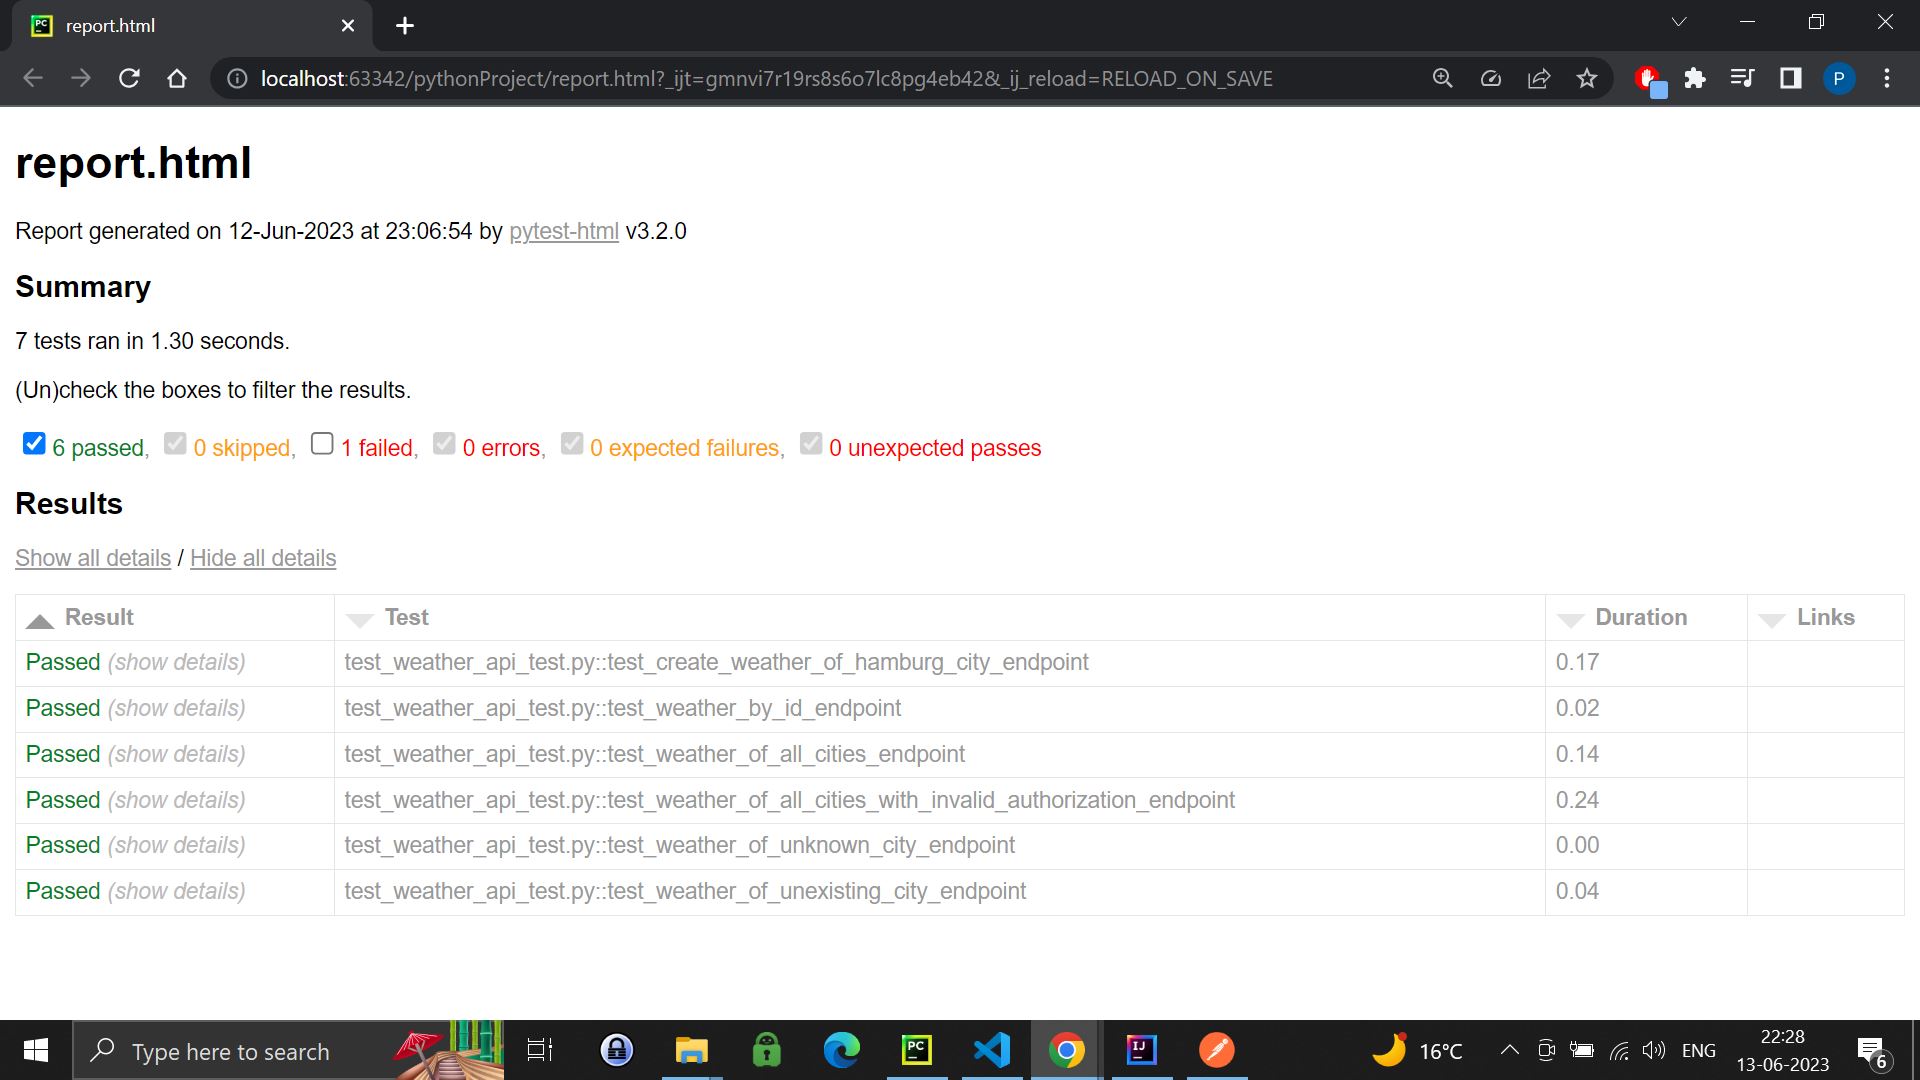 report.html
localhost:63342/pythonProject/report.html?_ijt=gmnvi7r19rs8s6o7lc8pg4eb42&_ij_reload=RELOAD_ON_SAVE
P
report.html
Report generated on 12-Jun-2023 at 23:06:54 by pytest-html v3.2.0
Summary
7 tests ran in 1.30 seconds.
(Un)check the boxes to filter the results.
6 passed, 0 skipped, 1 failed, 0 errors, 0 expected failures, 0 unexpected passes
Results
Show all details / Hide all details
Result Test Duration Links
Passed (show details) test_weather_api_test.py::test_create_weather_of_hamburg_city_endpoint 0.17
Passed (show details) test_weather_api_test.py::test_weather_by_id_endpoint 0.02
Passed (show details) test_weather_api_test.py::test_weather_of_all_cities_endpoint 0.14
Passed (show details) test_weather_api_test.py::test_weather_of_all_cities_with_invalid_authorization_endpoint 0.24
Passed (show details) test_weather_api_test.py::test_weather_of_unknown_city_endpoint 0.00
Passed (show details) test_weather_api_test.py::test_weather_of_unexisting_city_endpoint 0.04
Type here to search
PC
IJ
16°C
ENG
22:28
13-06-2023
6